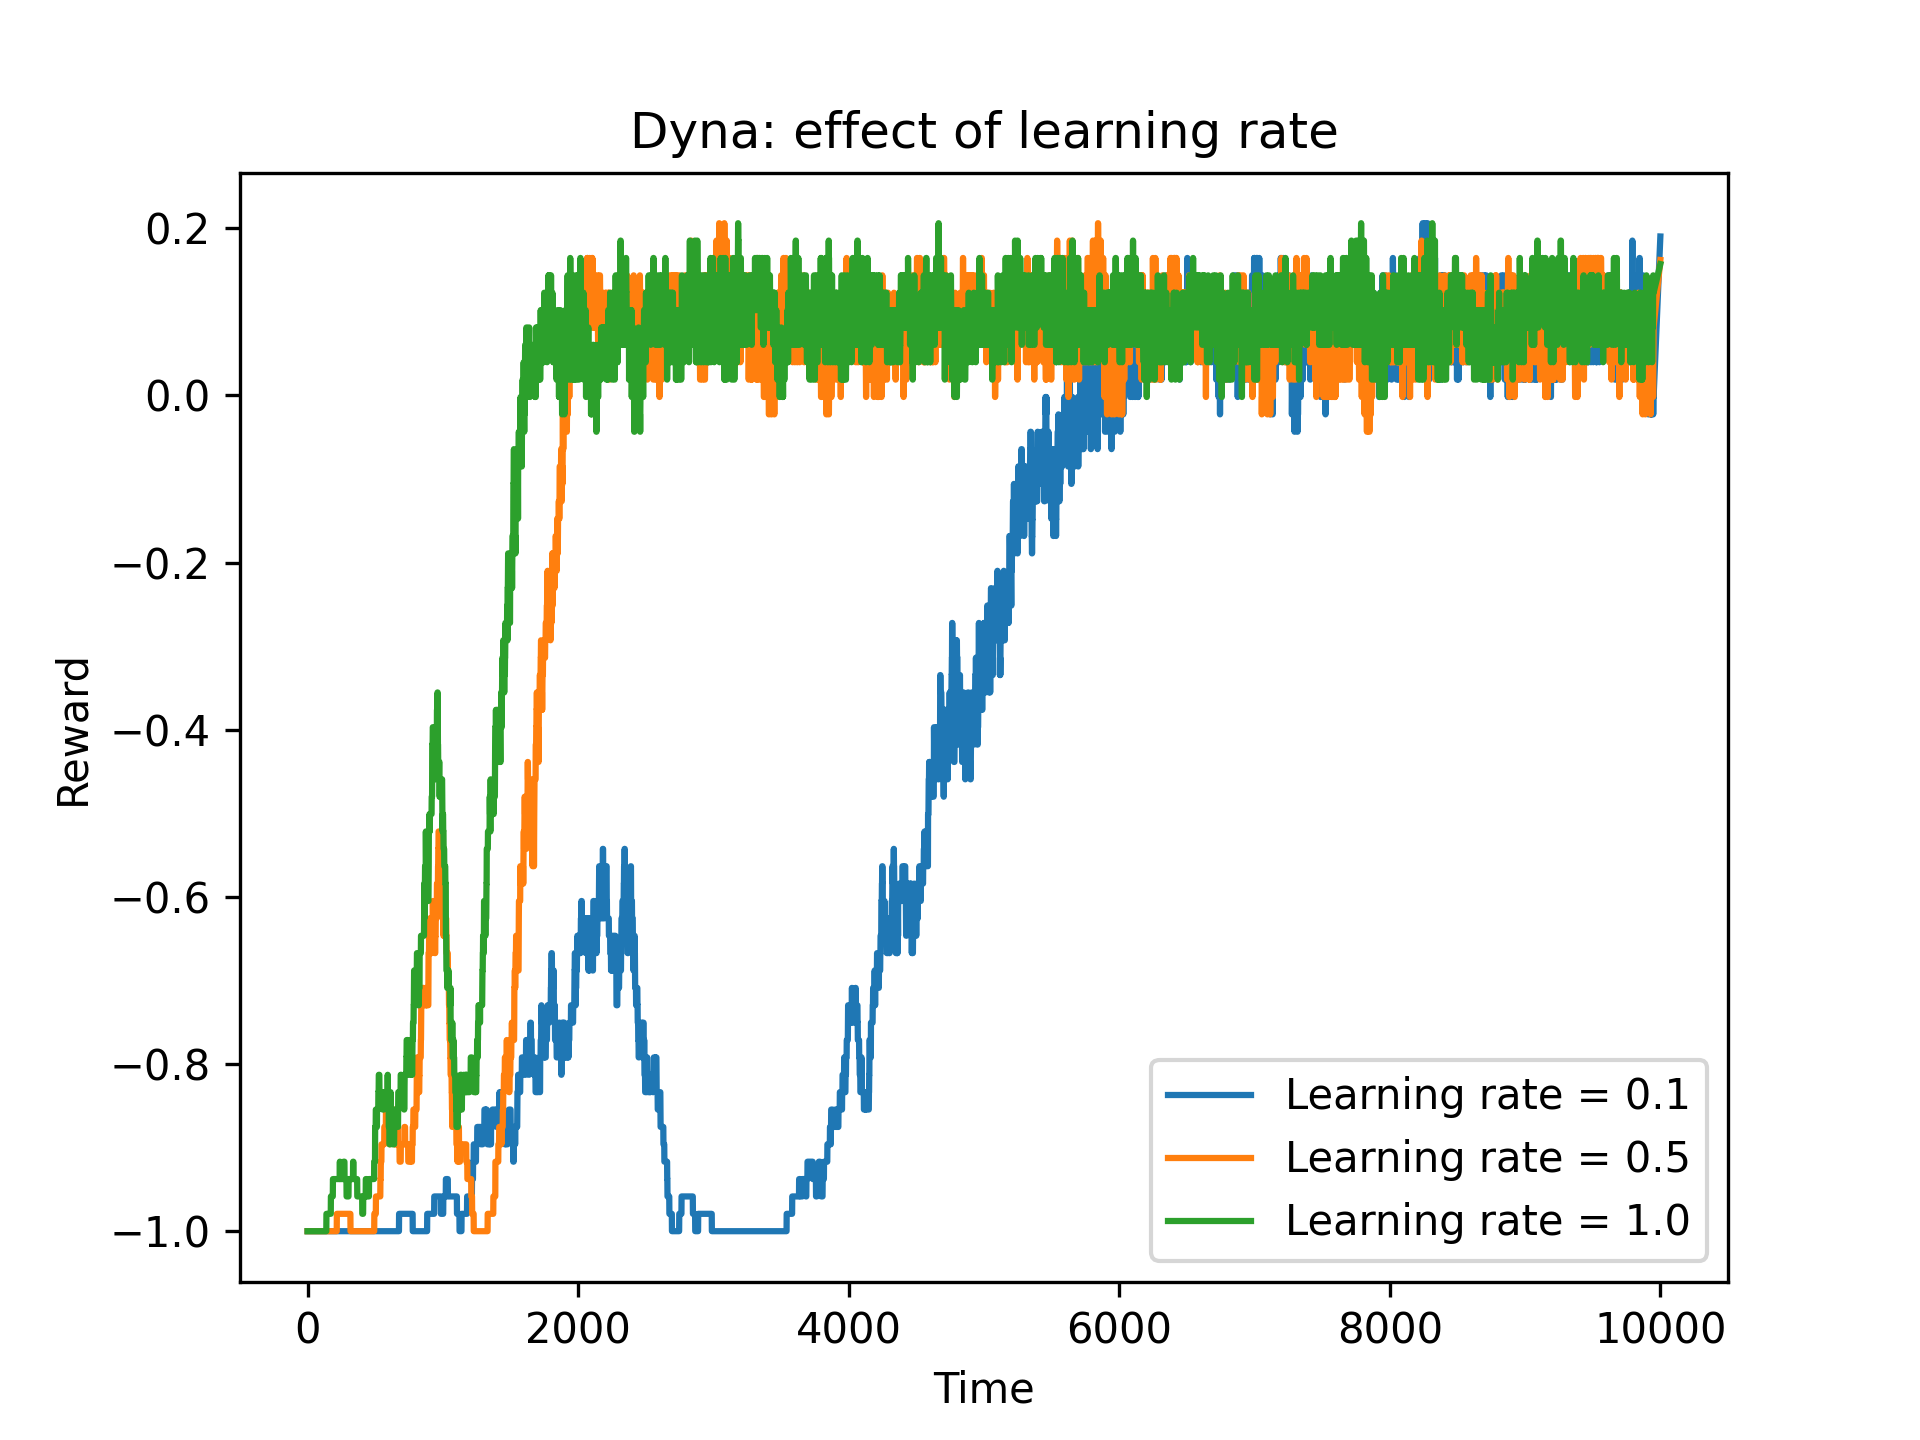 Dyna: effect of learning rate
0.2
0.0
−0.2
−0.4
−0.6
−0.8
−1.0
Reward
0
2000
4000
6000
8000
10000
Time
Learning rate = 0.1
Learning rate = 0.5
Learning rate = 1.0